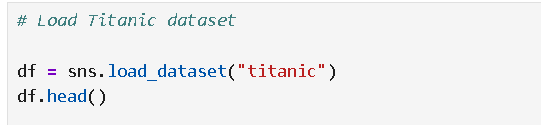 # Load Titanic dataset
df = sns.load_dataset("titanic")
df.head()